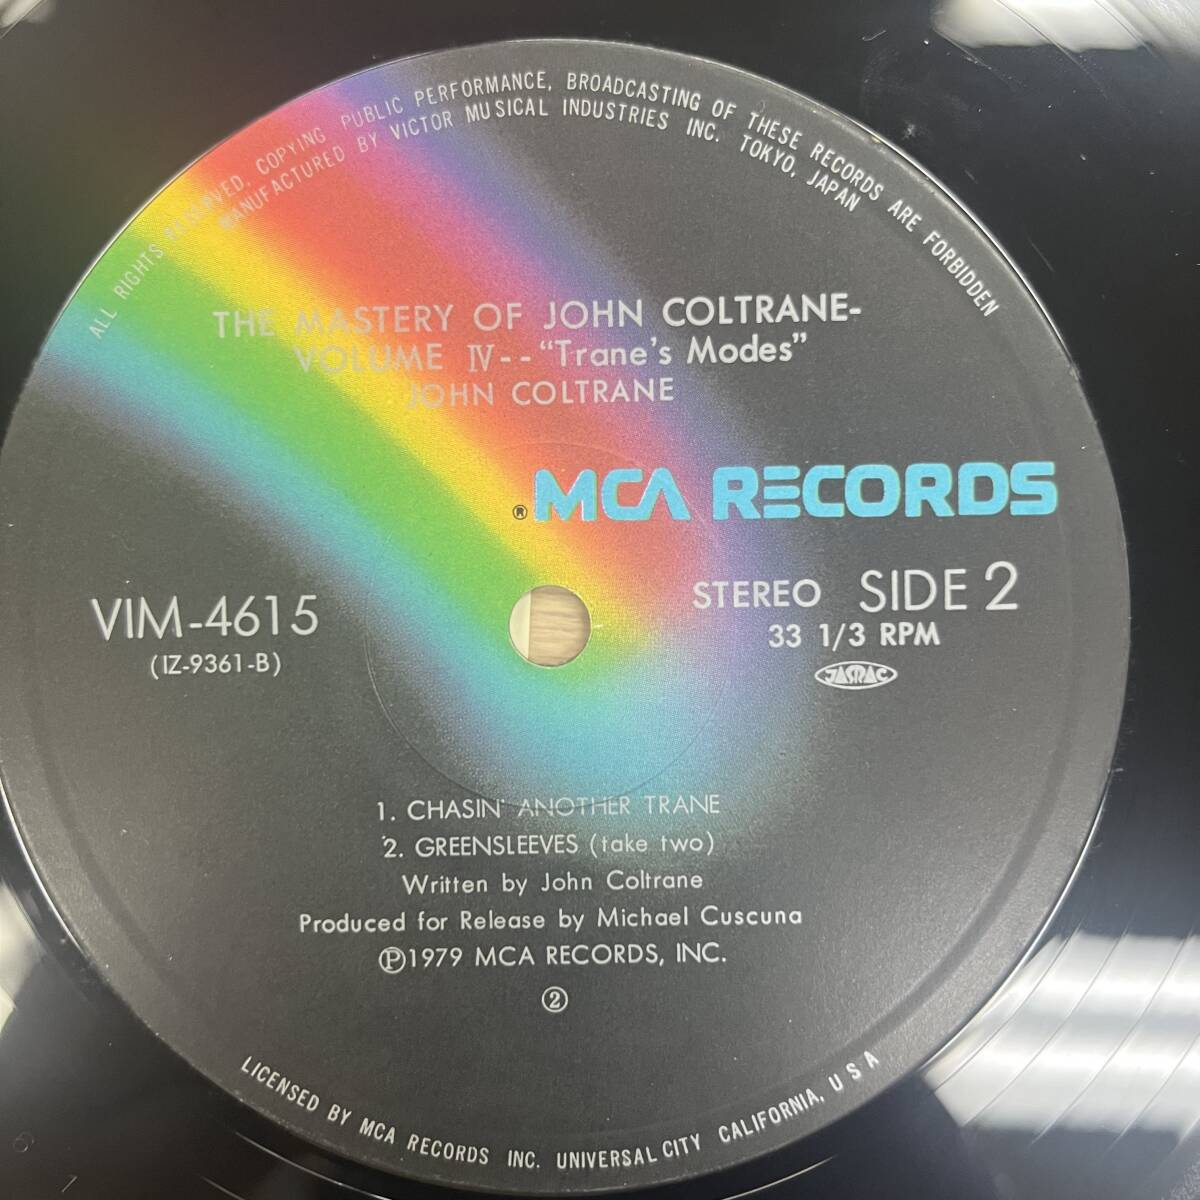 ALL RIGHTS RESERVED, COPYING PUBLIC PERFORMANCE, BROADCASTING OF THESE RECORDS ARE FORBIDDEN
MANUFACTURED BY VICTOR MUSICAL INDUSTRIES INC. TOKYO, JAPAN
THE MASTERY OF JOHN COLTRANE-
VOLUME IV--"Trane's Modes"
JOHN COLTRANE
® MCA RECORDS
VIM-4615
(IZ-9361-B)
STEREO SIDE 2
33 1/3 RPM
JASRAC
1. CHASIN' ANOTHER TRANE
2. GREENSLEEVES (take two)
Written by John Coltrane
Produced for Release by Michael Cuscuna
Ⓟ1979 MCA RECORDS, INC.
②
LICENSED BY MCA RECORDS INC. UNIVERSAL CITY CALIFORNIA, U S A